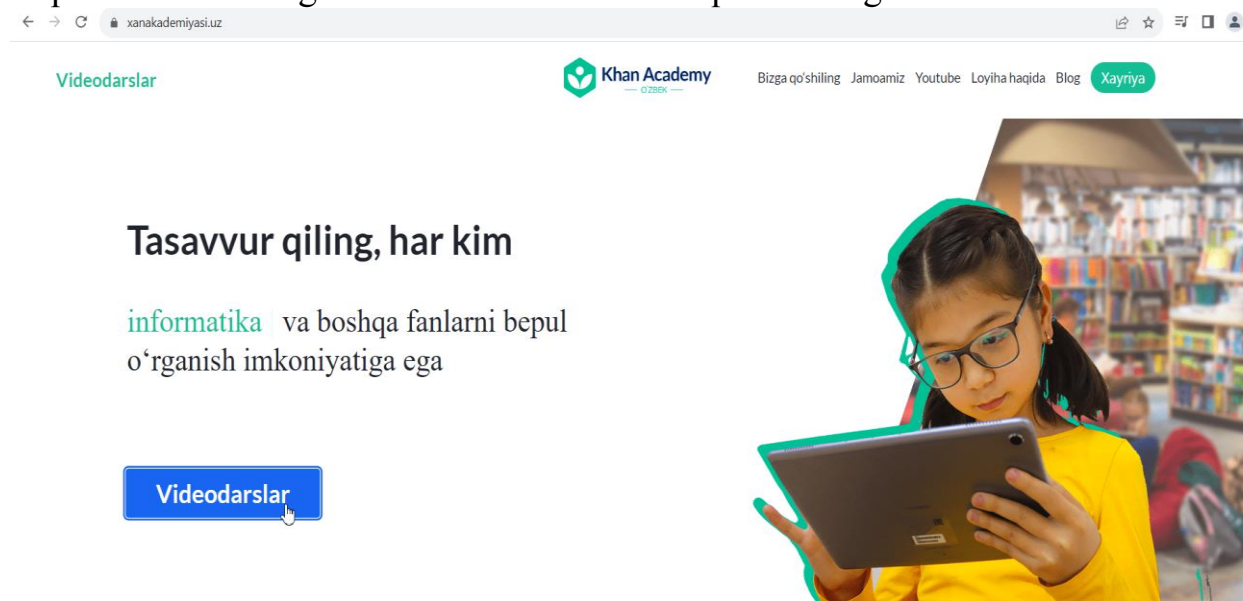 xanakademiyasi.uz
Videodarslar
Khan Academy
O'ZBEK
Bizga qo'shiling Jamoamiz Youtube Loyiha haqida Blog Xayriya
Tasavvur qiling, har kim
informatika va boshqa fanlarni bepul
o‘rganish imkoniyatiga ega
Videodarslar